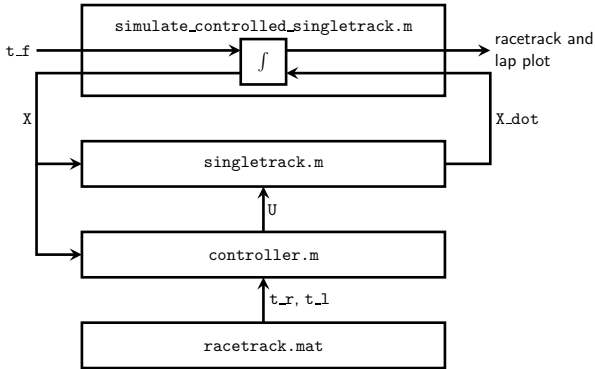 simulate_controlled_singletrack.m
t_f
∫
racetrack and
lap plot
X
X_dot
singletrack.m
U
controller.m
t_r, t_l
racetrack.mat